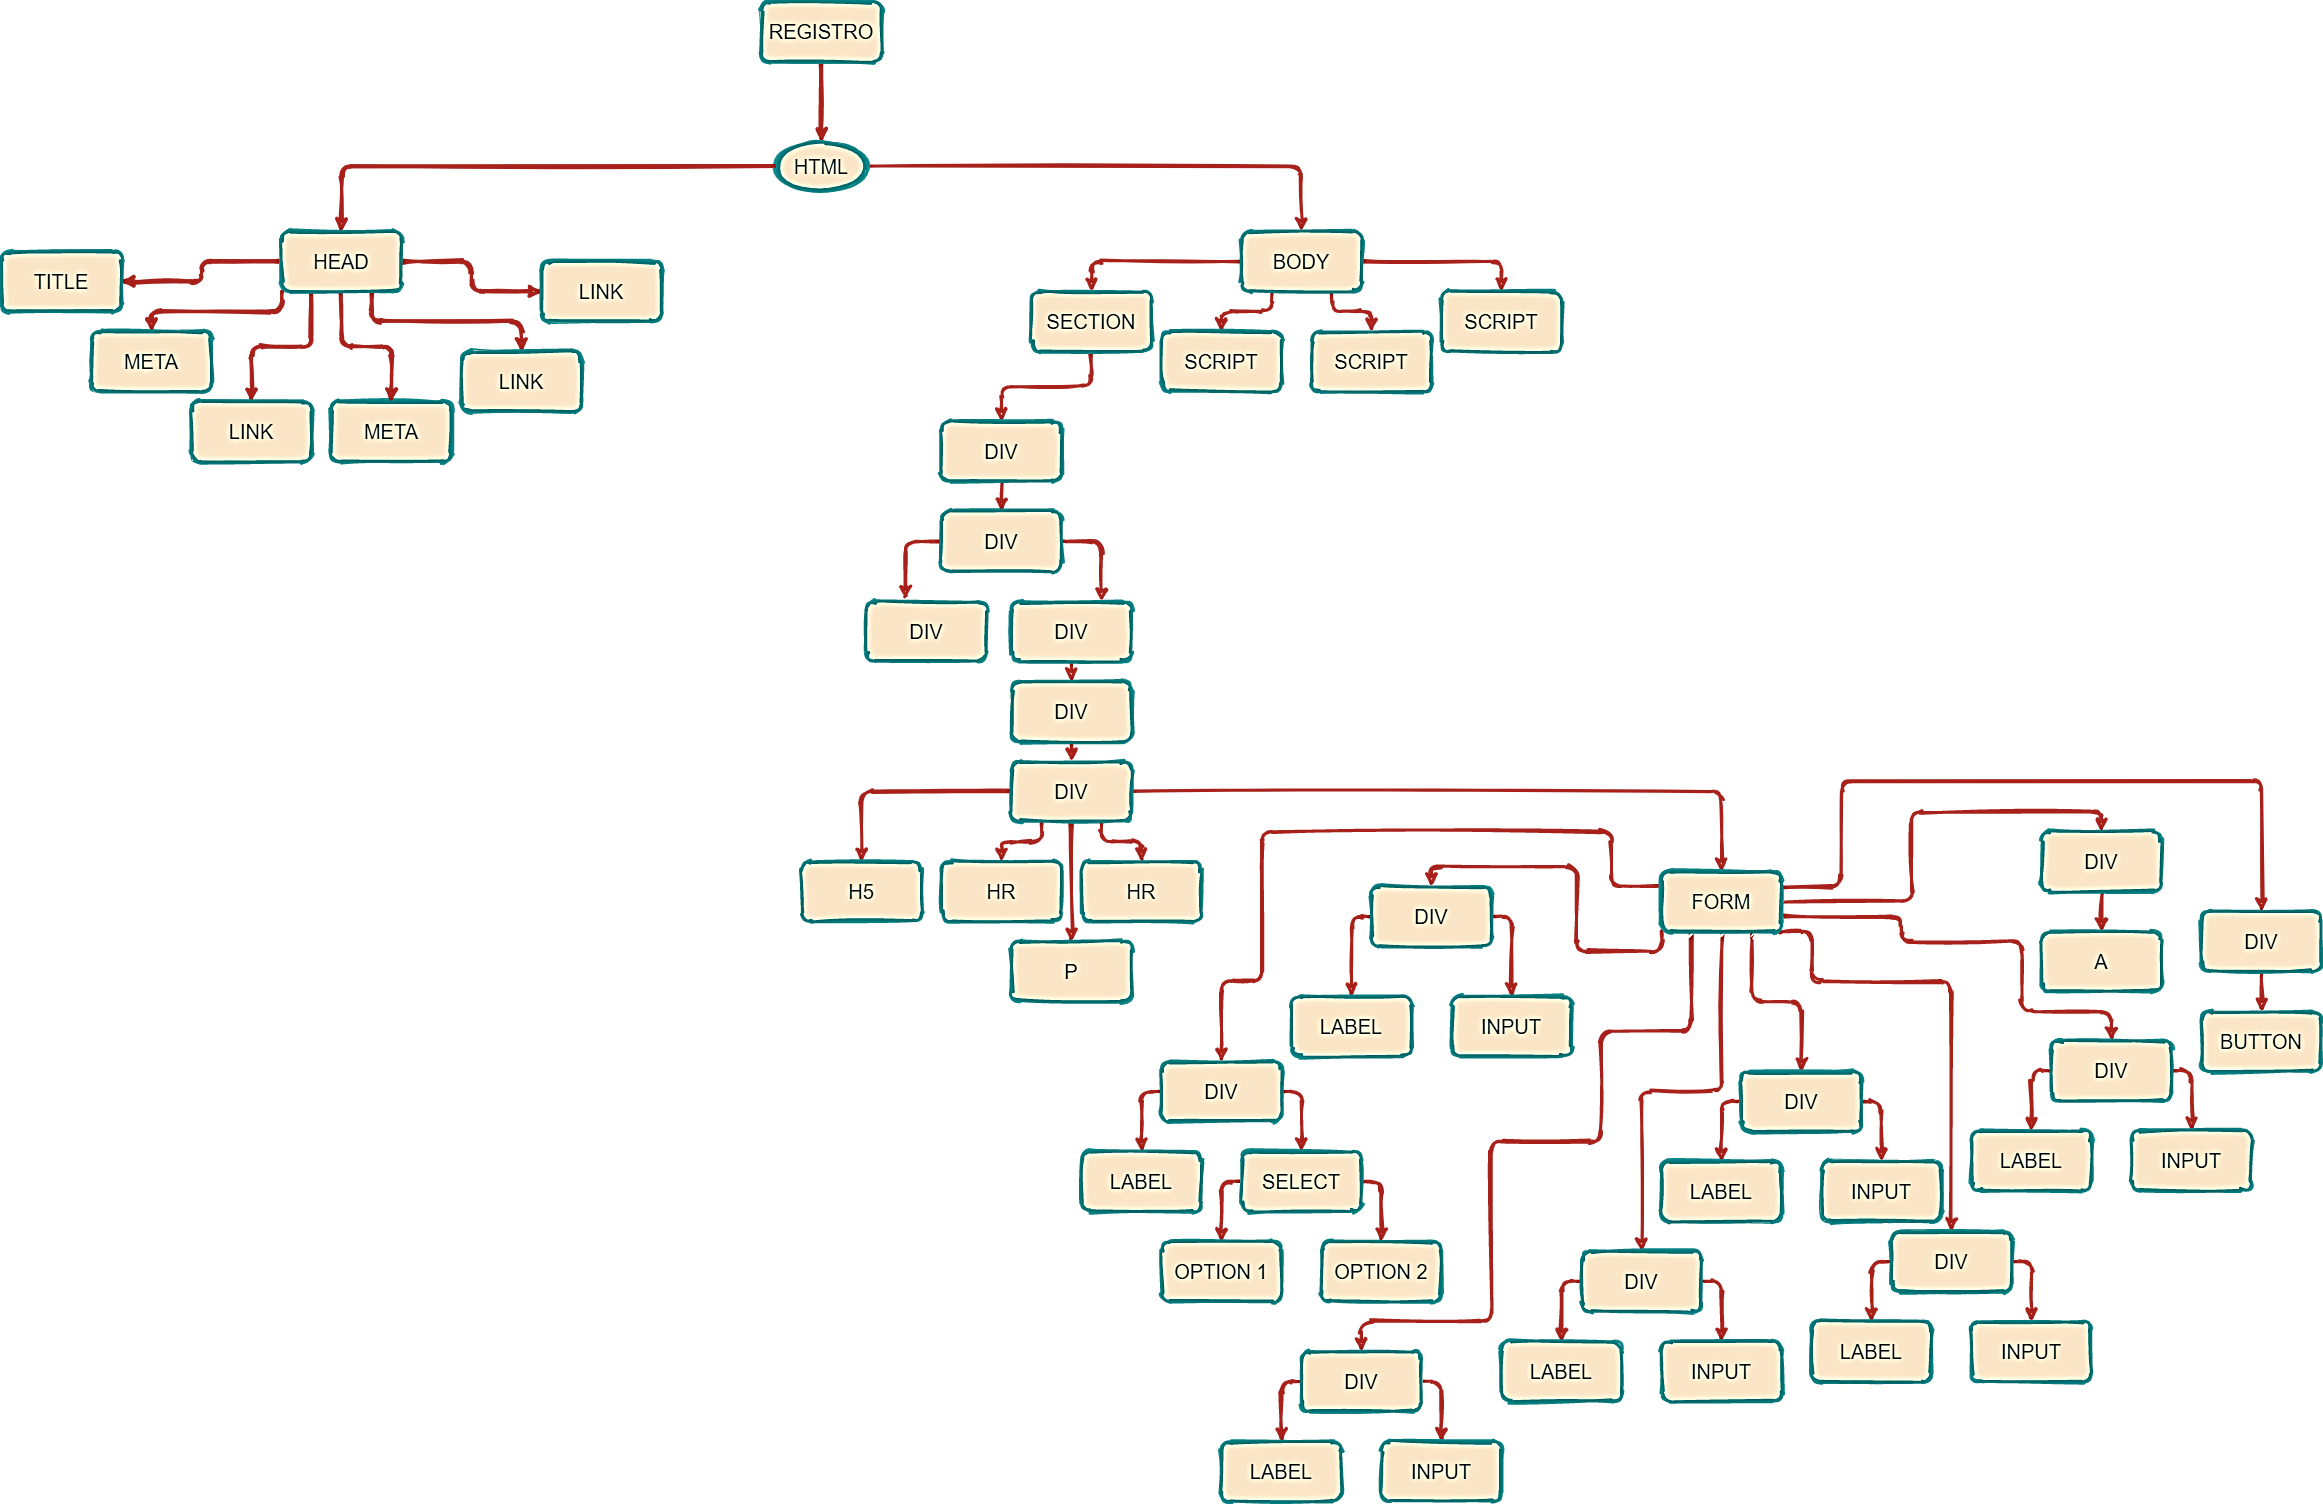 REGISTRO
HTML
HEAD
BODY
TITLE
LINK
META
LINK
META
LINK
SECTION
SCRIPT
SCRIPT
SCRIPT
DIV
DIV
DIV
DIV
DIV
DIV
H5
HR
HR
P
FORM
DIV
LABEL
INPUT
DIV
A
DIV
BUTTON
DIV
LABEL
SELECT
OPTION 1
OPTION 2
DIV
LABEL
INPUT
DIV
LABEL
INPUT
DIV
LABEL
INPUT
DIV
LABEL
INPUT
DIV
LABEL
INPUT